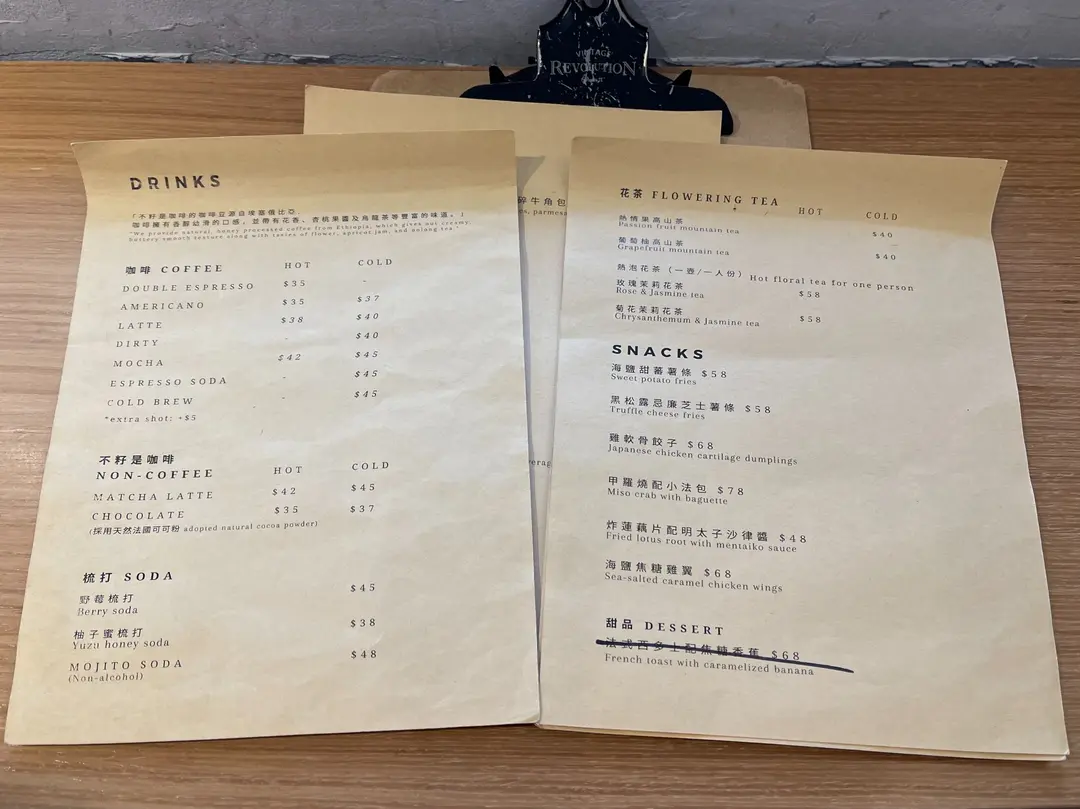 VINTAGE
REVOLUTION
DRINKS
「不籽是咖啡的咖啡豆源自埃塞俄比亞,
咖啡擁有香醇幼滑的口感，並帶有花香、杏桃果醬及烏龍茶等豐富的味道。」
"We provide natural, honey processed coffee from Ethiopia, which gives out creamy,
buttery smooth texture along with tastes of flower, apricot jam, and oolong tea."
咖啡 COFFEE HOT COLD
DOUBLE ESPRESSO $35 -
AMERICANO $35 $37
LATTE $38 $40
DIRTY - $40
MOCHA $42 $45
ESPRESSO SODA - $45
COLD BREW - $45
*extra shot: +$5
不籽是咖啡
NON-COFFEE HOT COLD
MATCHA LATTE $42 $45
CHOCOLATE $35 $37
(採用天然法國可可粉 adopted natural cocoa powder)
梳打 SODA
野莓梳打 $45
Berry soda
柚子蜜梳打 $38
Yuzu honey soda
MOJITO SODA $48
(Non-alcohol)
碎牛角包
parmesa
verag
花茶 FLOWERING TEA HOT COLD
熱情果高山茶 $40
Passion fruit mountain tea
葡萄柚高山茶 $40
Grapefruit mountain tea
熱泡花茶（一壺/一人份）Hot floral tea for one person
玫瑰茉莉花茶 $58
Rose & Jasmine tea
菊花茉莉花茶 $58
Chrysanthemum & Jasmine tea
SNACKS
海鹽甜蕃薯條 $58
Sweet potato fries
黑松露忌廉芝士薯條 $58
Truffle cheese fries
雞軟骨餃子 $68
Japanese chicken cartilage dumplings
甲羅燒配小法包 $78
Miso crab with baguette
炸蓮藕片配明太子沙律醬 $48
Fried lotus root with mentaiko sauce
海鹽焦糖雞翼 $68
Sea-salted caramel chicken wings
甜品 DESSERT
法式西多士配焦糖香蕉 $68
French toast with caramelized banana